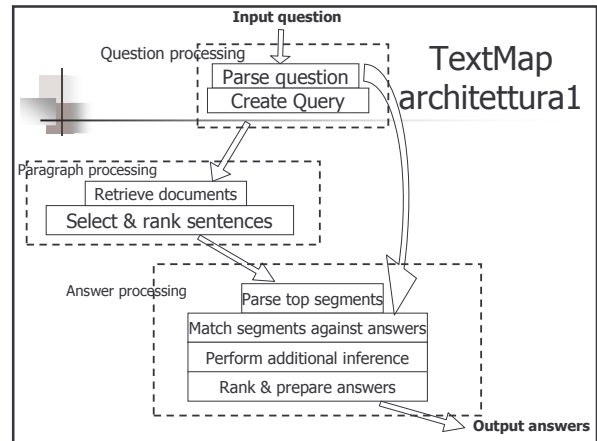 Input question
Question processing
TextMap
architettura1
Parse question
Create Query
Paragraph processing
Retrieve documents
Select & rank sentences
Answer processing
Parse top segments
Match segments against answers
Perform additional inference
Rank & prepare answers
Output answers